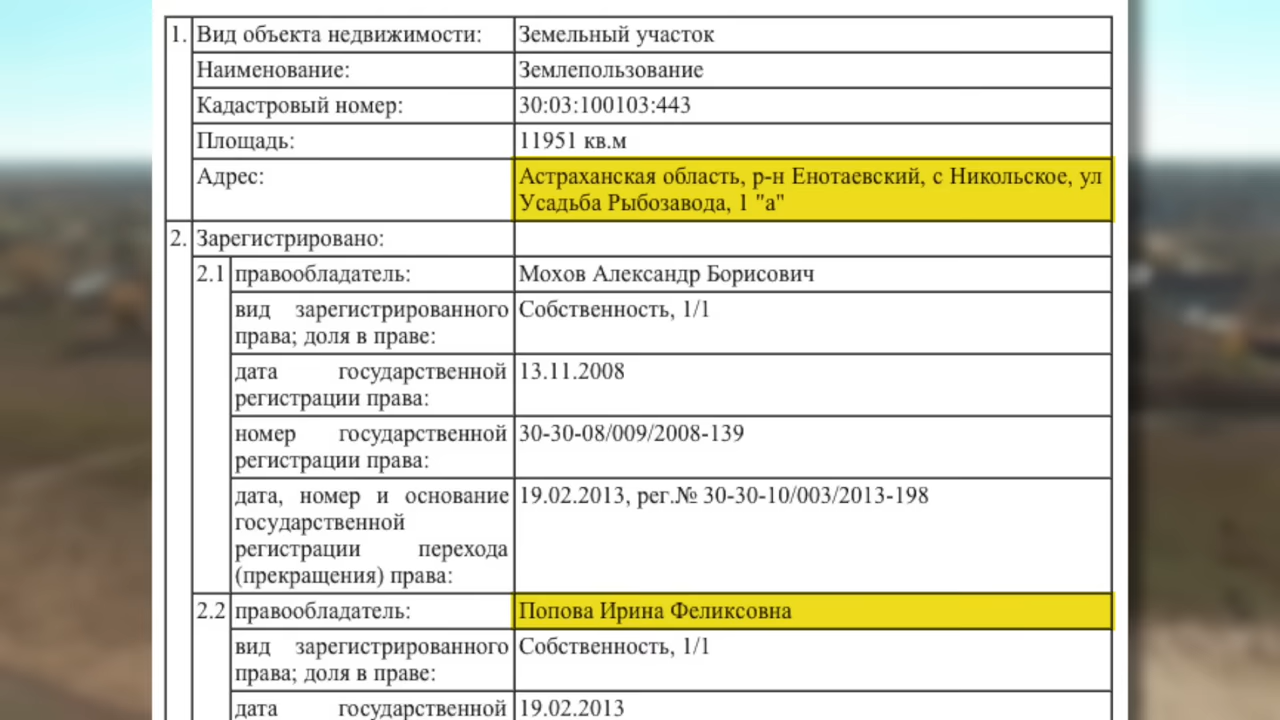 1. Вид объекта недвижимости: Земельный участок
Наименование: Землепользование
Кадастровый номер: 30:03:100103:443
Площадь: 11951 кв.м
Адрес: Астраханская область, р-н Енотаевский, с Никольское, ул
Усадьба Рыбозавода, 1 "а"
2. Зарегистрировано:
2.1 правообладатель: Мохов Александр Борисович
вид зарегистрированного Собственность, 1/1
права; доля в праве:
дата государственной 13.11.2008
регистрации права:
номер государственной 30-30-08/009/2008-139
регистрации права:
дата, номер и основание 19.02.2013, рег.№ 30-30-10/003/2013-198
государственной
регистрации перехода
(прекращения) права:
2.2 правообладатель: Попова Ирина Феликсовна
вид зарегистрированного Собственность, 1/1
права; доля в праве:
дата государственной 19.02.2013